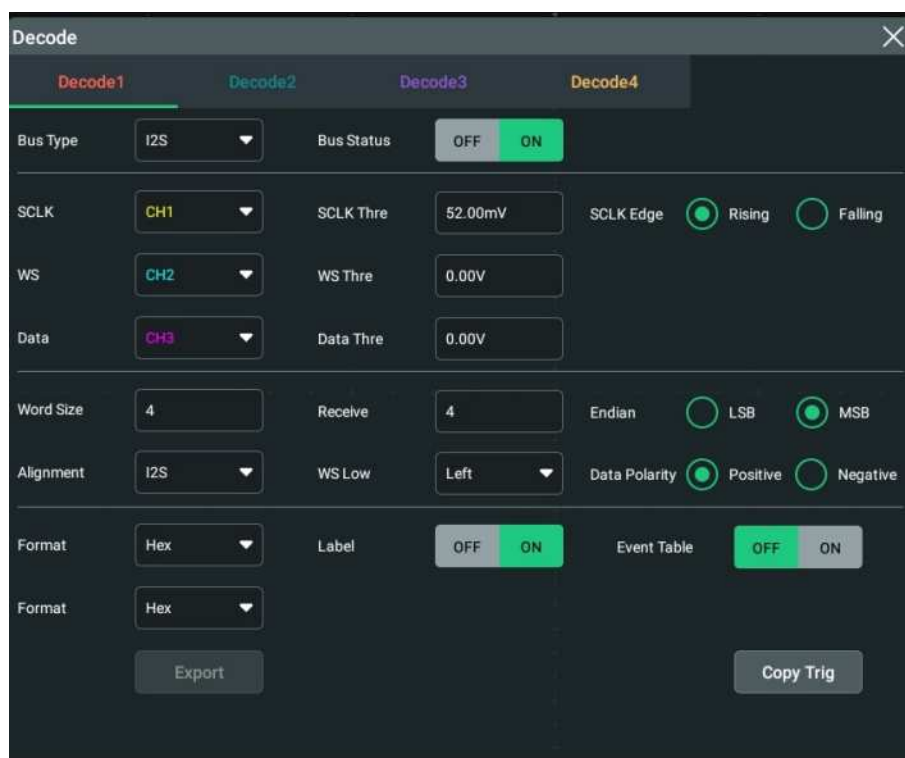 Decode
Decode1 Decode2 Decode3 Decode4
Bus Type I2S Bus Status OFF ON
SCLK CH1 SCLK Thre 52.00mV SCLK Edge Rising Falling
WS CH2 WS Thre 0.00V
Data CH3 Data Thre 0.00V
Word Size 4 Receive 4 Endian LSB MSB
Alignment I2S WS Low Left Data Polarity Positive Negative
Format Hex Label OFF ON Event Table OFF ON
Format Hex
Export Copy Trig